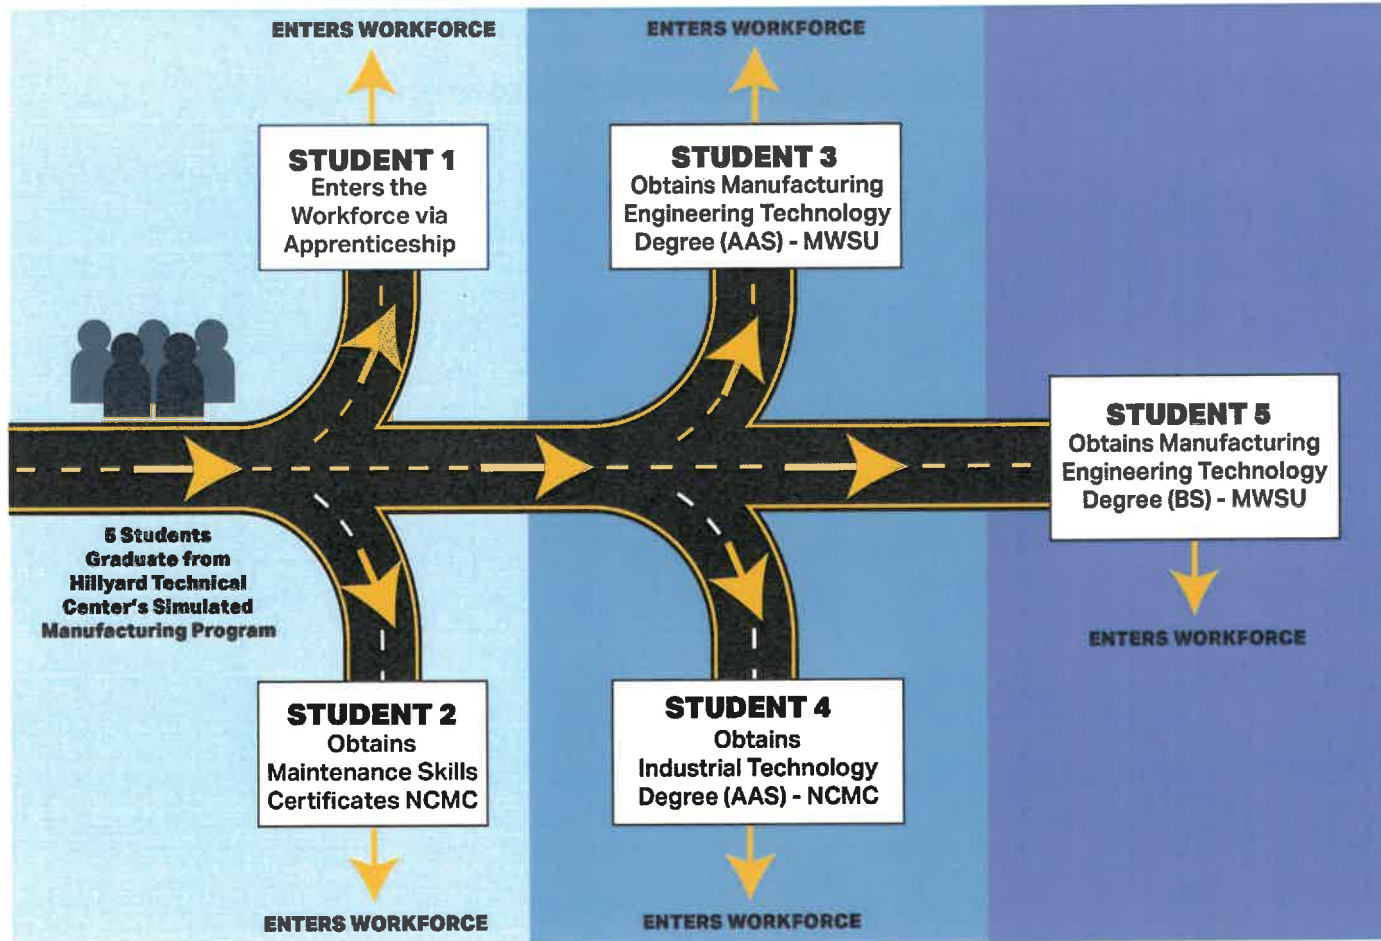 ENTERS WORKFORCE
ENTERS WORKFORCE
STUDENT 1
Enters the
Workforce via
Apprenticeship
STUDENT 3
Obtains Manufacturing
Engineering Technology
Degree (AAS) - MWSU
STUDENT 5
Obtains Manufacturing
Engineering Technology
Degree (BS) - MWSU
ENTERS WORKFORCE
5 Students
Graduate from
Hillyard Technical
Center's Simulated
Manufacturing Program
STUDENT 2
Obtains
Maintenance Skills
Certificates NCMC
STUDENT 4
Obtains
Industrial Technology
Degree (AAS) - NCMC
ENTERS WORKFORCE
ENTERS WORKFORCE